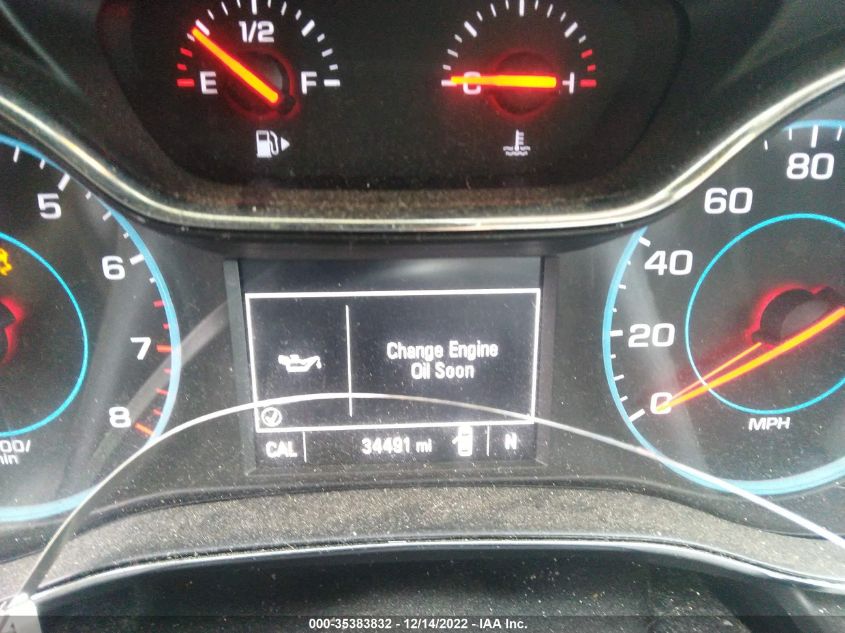 1/2
E F
C H
5
6
7
8
80
60
40
20
0
MPH
Change Engine
Oil Soon
CAL 34491 mi N
000-35383832 - 12/14/2022 - IAA Inc.